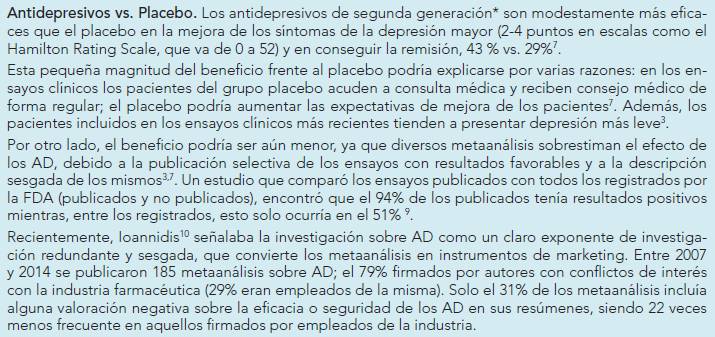 Antidepresivos vs. Placebo. Los antidepresivos de segunda generación* son modestamente más efica-
ces que el placebo en la mejora de los síntomas de la depresión mayor (2-4 puntos en escalas como el
Hamilton Rating Scale, que va de 0 a 52) y en conseguir la remisión, 43 % vs. 29%7.
Esta pequeña magnitud del beneficio frente al placebo podría explicarse por varias razones: en los en-
sayos clínicos los pacientes del grupo placebo acuden a consulta médica y reciben consejo médico de
forma regular; el placebo podría aumentar las expectativas de mejora de los pacientes7. Además, los
pacientes incluidos en los ensayos clínicos más recientes tienden a presentar depresión más leve3.
Por otro lado, el beneficio podría ser aún menor, ya que diversos metaanálisis sobrestiman el efecto de
los AD, debido a la publicación selectiva de los ensayos con resultados favorables y a la descripción
sesgada de los mismos3,7. Un estudio que comparó los ensayos publicados con todos los registrados por
la FDA (publicados y no publicados), encontró que el 94% de los publicados tenía resultados positivos
mientras, entre los registrados, esto solo ocurría en el 51% 9.
Recientemente, Ioannidis10 señalaba la investigación sobre AD como un claro exponente de investiga-
ción redundante y sesgada, que convierte los metaanálisis en instrumentos de marketing. Entre 2007
y 2014 se publicaron 185 metaanálisis sobre AD; el 79% firmados por autores con conflictos de interés
con la industria farmacéutica (29% eran empleados de la misma). Solo el 31% de los metaanálisis incluía
alguna valoración negativa sobre la eficacia o seguridad de los AD en sus resúmenes, siendo 22 veces
menos frecuente en aquellos firmados por empleados de la industria.